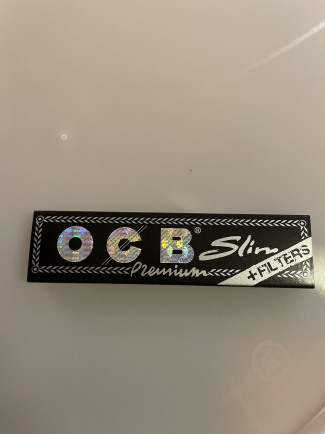 OCB® Slim
Premium
+ FILTERS